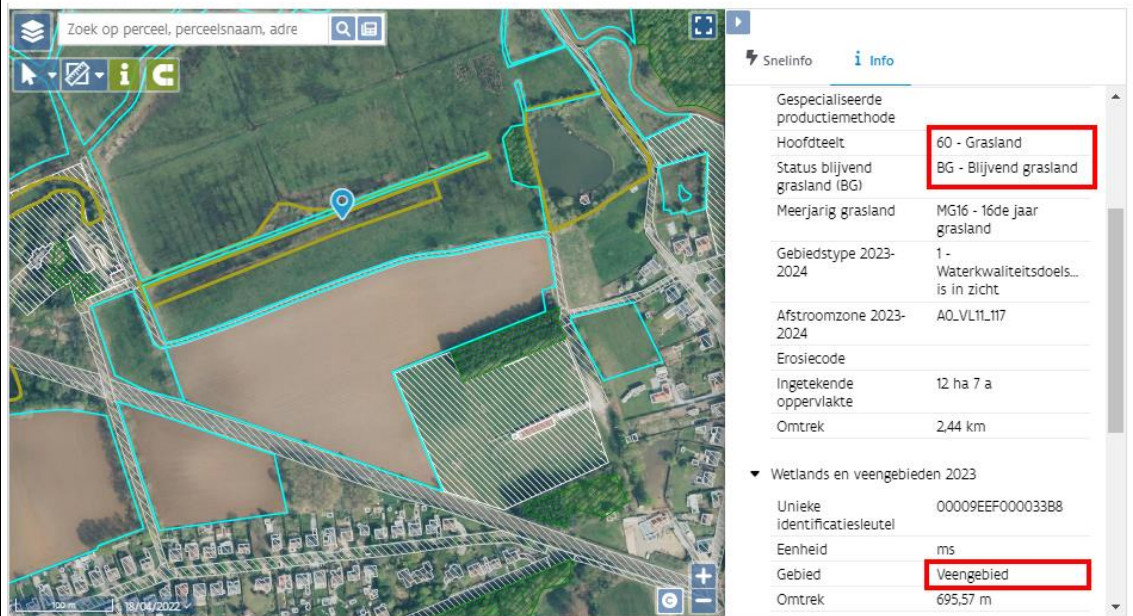 Zoek op perceel, perceelsnaam, adre
Snelinfo
i Info
Gespecialiseerde
productiemethode
Hoofdteelt
60 - Grasland
Status blijvend
grasland (BG)
BG - Blijvend grasland
Meerjarig grasland
MG16 - 16de jaar
grasland
Gebiedstype 2023-
2024
1 -
Waterkwaliteitsdoels...
is in zicht
Afstroomzone 2023-
2024
A0_VL11_117
Erosiecode
Ingetekende
oppervlakte
12 ha 7 a
Omtrek
2,44 km
Wetlands en veengebieden 2023
Unieke
identificatiesleutel
00009EEF000033B8
Eenheid
ms
Gebied
Veengebied
Omtrek
695,57 m
100 m
18/04/2022